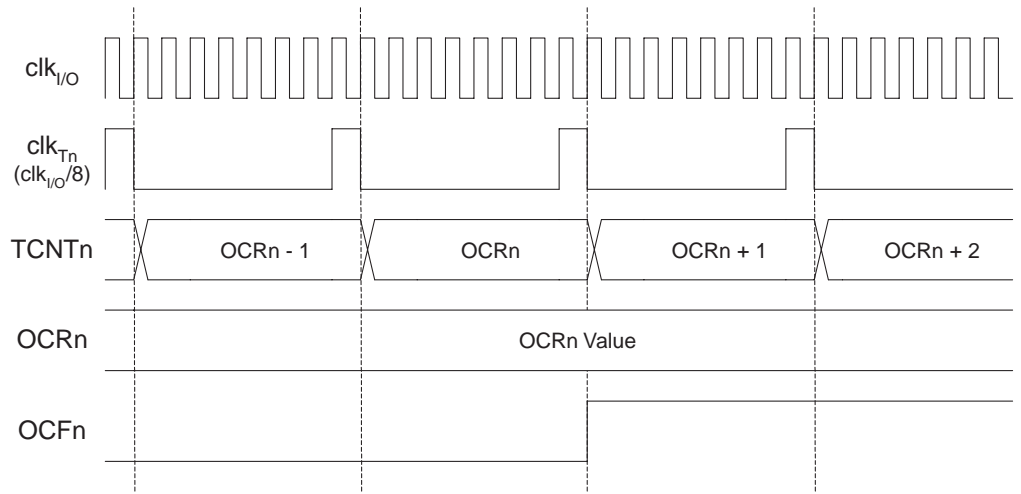 clkI/O
clkTn
(clkI/O/8)
TCNTn
OCRn - 1
OCRn
OCRn + 1
OCRn + 2
OCRn
OCRn Value
OCFn